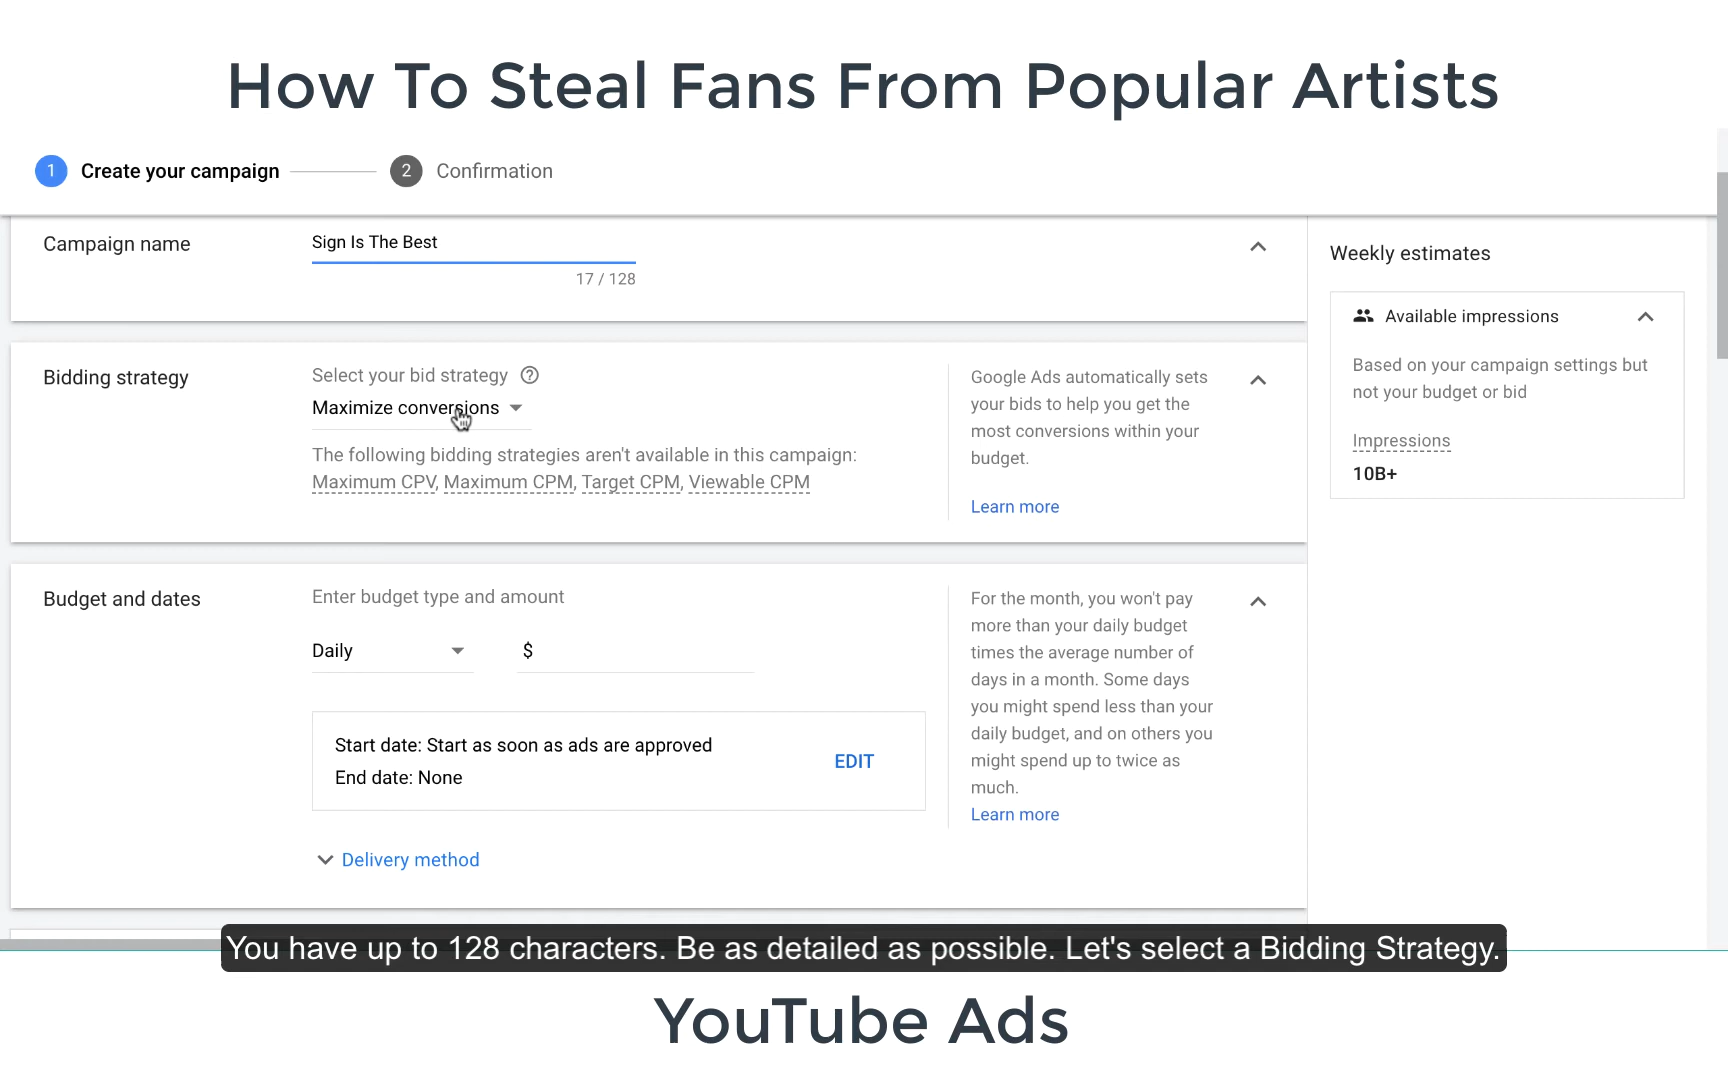 How To Steal Fans From Popular Artists
1 Create your campaign
2 Confirmation
Campaign name
Sign Is The Best
17 / 128
Bidding strategy
Select your bid strategy ?
Maximize conversions
The following bidding strategies aren't available in this campaign:
Maximum CPV, Maximum CPM, Target CPM, Viewable CPM
Google Ads automatically sets
your bids to help you get the
most conversions within your
budget.
Learn more
Budget and dates
Enter budget type and amount
Daily
$
Start date: Start as soon as ads are approved
End date: None
EDIT
Delivery method
For the month, you won't pay
more than your daily budget
times the average number of
days in a month. Some days
you might spend less than your
daily budget, and on others you
might spend up to twice as
much.
Learn more
Weekly estimates
Available impressions
Based on your campaign settings but
not your budget or bid
Impressions
10B+
You have up to 128 characters. Be as detailed as possible. Let's select a Bidding Strategy.
YouTube Ads